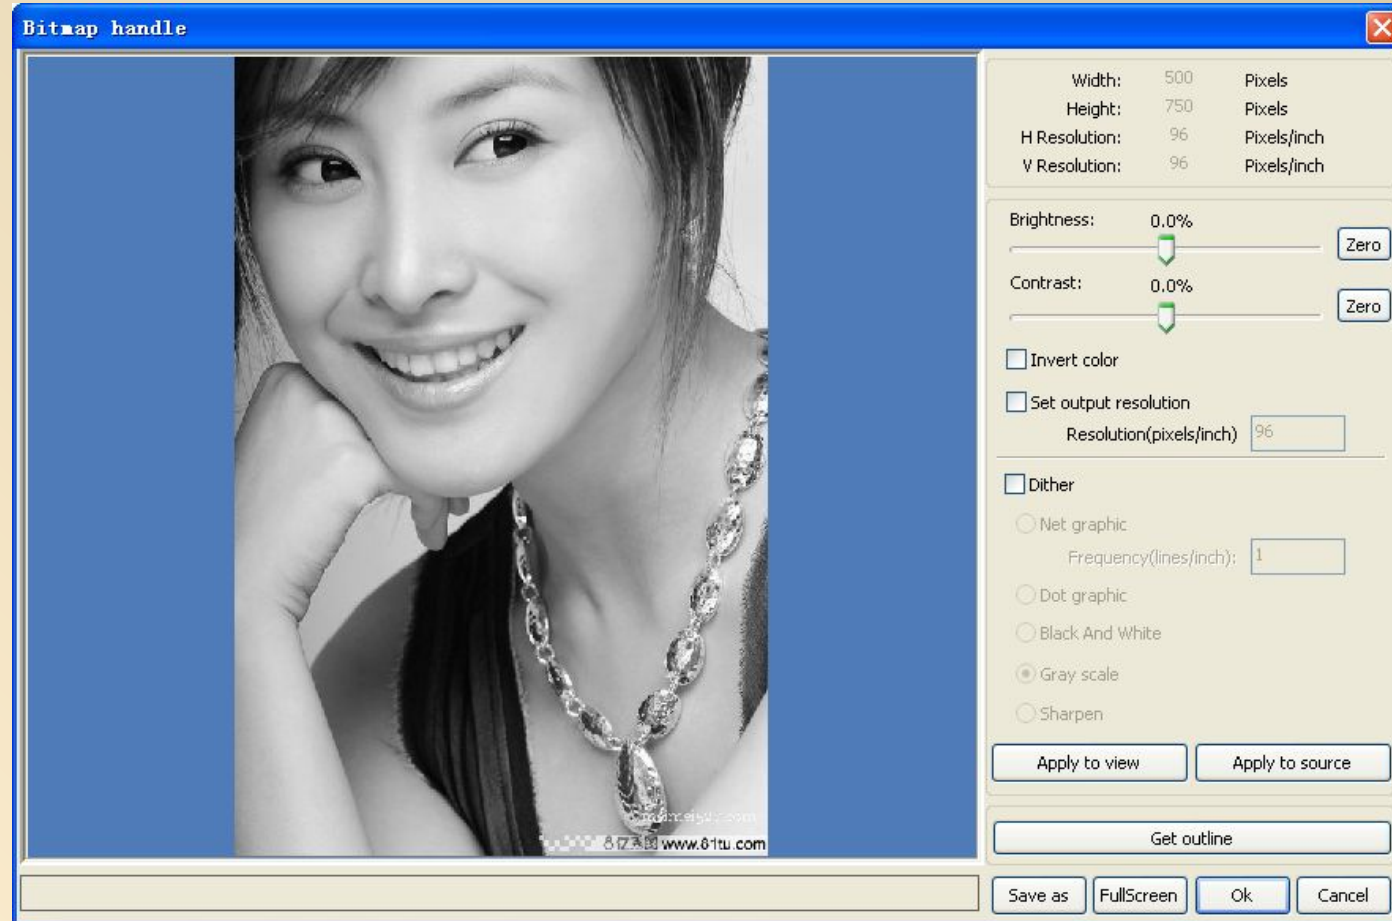 Bitmap handle
Width: 500 Pixels
Height: 750 Pixels
H Resolution: 96 Pixels/inch
V Resolution: 96 Pixels/inch
Brightness: 0.0%
Zero
Contrast: 0.0%
Zero
Invert color
Set output resolution
Resolution(pixels/inch) 96
Dither
Net graphic
Frequency(lines/inch): 1
Dot graphic
Black And White
Gray scale
Sharpen
Apply to view Apply to source
www.81tu.com
Get outline
Save as FullScreen Ok Cancel